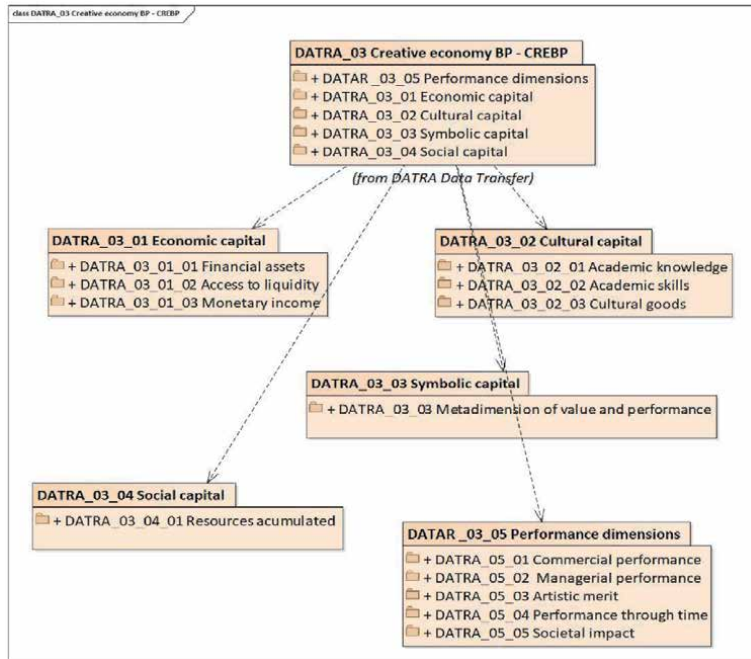 class DATRA_03 Creative economy BP - CREBP
DATRA_03 Creative economy BP - CREBP
+ DATAR _03_05 Performance dimensions
+ DATRA_03_01 Economic capital
+ DATRA_03_02 Cultural capital
+ DATRA_03_03 Symbolic capital
+ DATRA_03_04 Social capital
(from DATRA Data Transfer)
DATRA_03_01 Economic capital
+ DATRA_03_01_01 Financial assets
+ DATRA_03_01_02 Access to liquidity
+ DATRA_03_01_03 Monetary income
DATRA_03_02 Cultural capital
+ DATRA_03_02_01 Academic knowledge
+ DATRA_03_02_02 Academic skills
+ DATRA_03_02_03 Cultural goods
DATRA_03_03 Symbolic capital
+ DATRA_03_03 Metadimension of value and performance
DATRA_03_04 Social capital
+ DATRA_03_04_01 Resources acumulated
DATAR _03_05 Performance dimensions
+ DATRA_05_01 Commercial performance
+ DATRA_05_02 Managerial performance
+ DATRA_05_03 Artistic merit
+ DATRA_05_04 Performance through time
+ DATRA_05_05 Societal impact